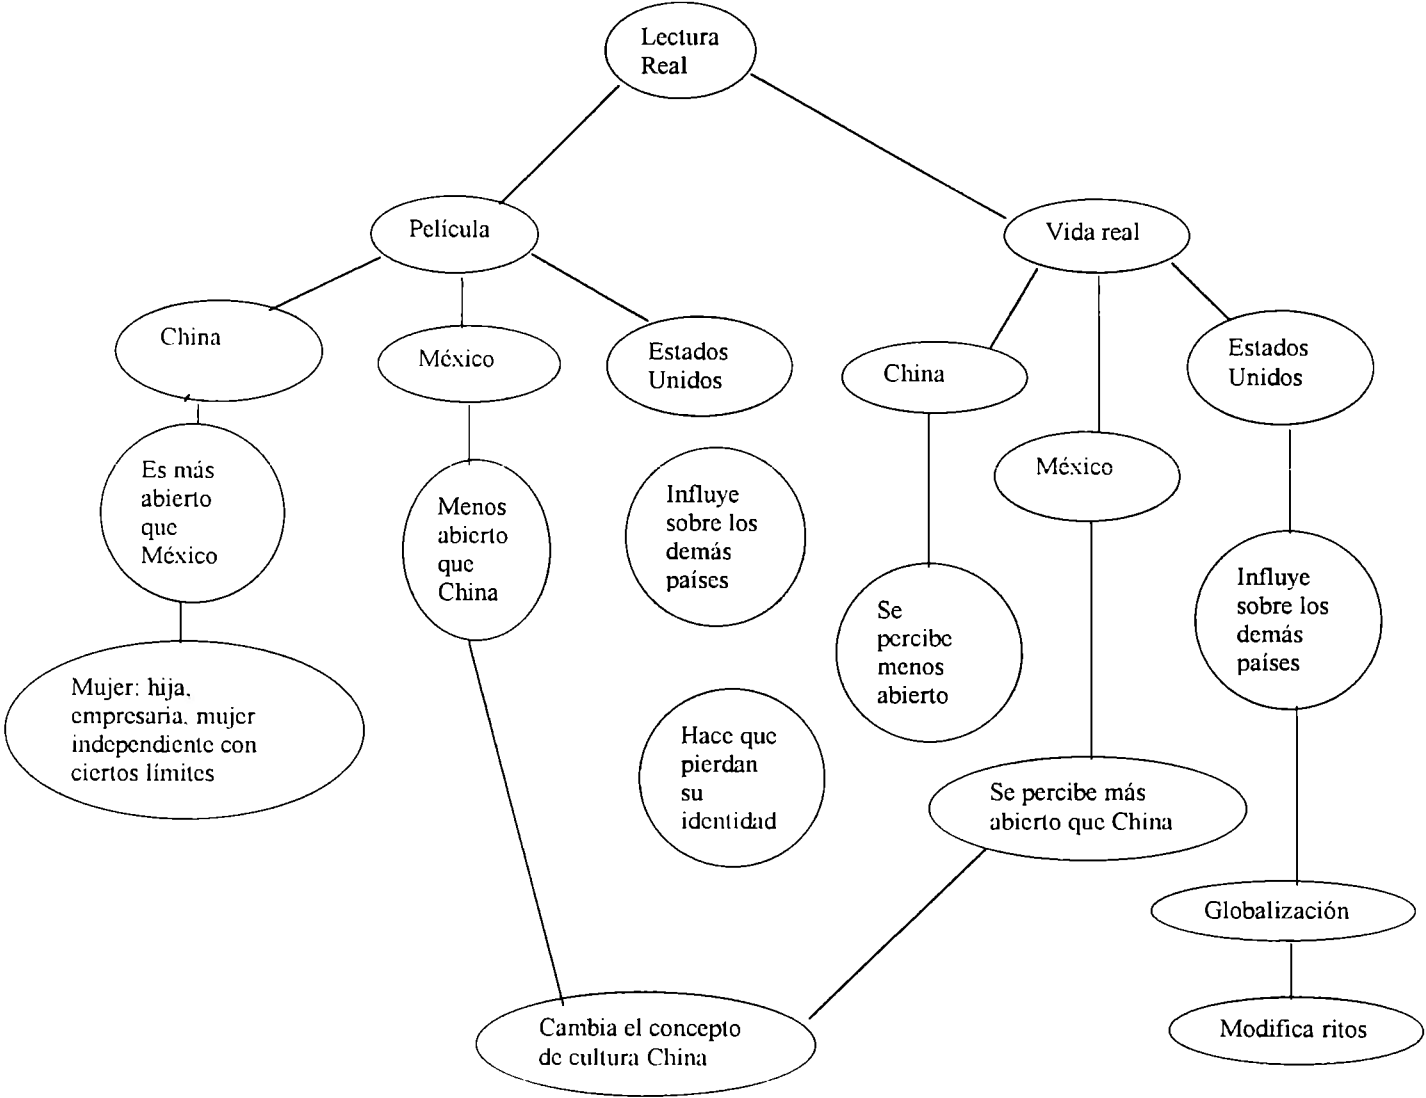 Lectura
Real
Película
Vida real
China
México
Estados
Unidos
China
México
Estados
Unidos
Es más
abierto
que
México
Menos
abierto
que
China
Influye
sobre los
demás
países
Se
percibe
menos
abierto
Influye
sobre los
demás
países
Mujer: hija,
empresaria, mujer
independiente con
ciertos límites
Hace que
pierdan
su
identidad
Se percibe más
abierto que China
Globalización
Cambia el concepto
de cultura China
Modifica ritos